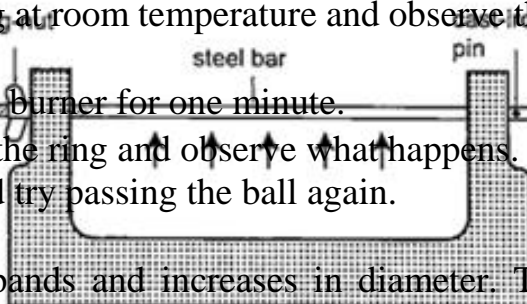 at room temperature and observe
nut
steel bar
pin
burner for one minute.
the ring and observe what happens.
try passing the ball again.
and increases in diameter.